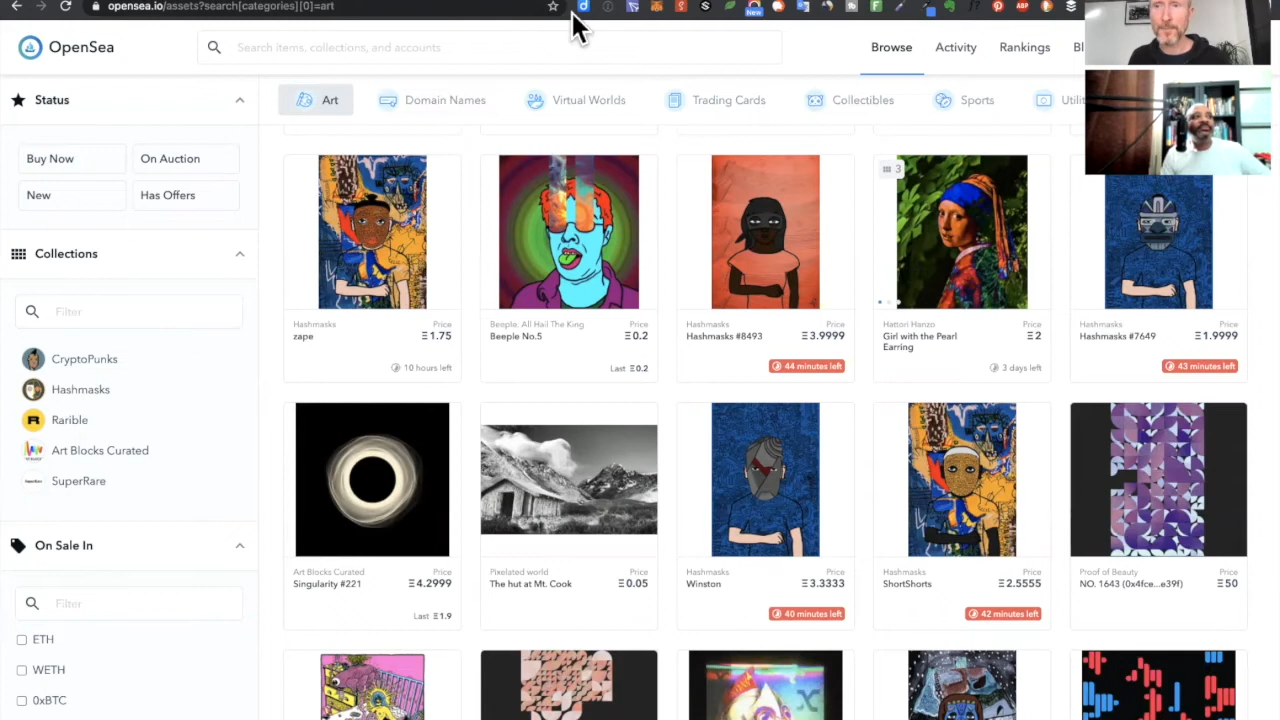 opensea.io/assets?search[categories][0]=art
New
ABP
OpenSea
Search items, collections, and accounts
Browse
Activity
Rankings
Bl
Status
Art
Domain Names
Virtual Worlds
Trading Cards
Collectibles
Sports
Utilit
Buy Now
On Auction
New
Has Offers
Collections
Filter
CryptoPunks
Hashmasks
Rarible
Art Blocks Curated
SuperRare
On Sale In
Filter
ETH
WETH
0xBTC
Hashmasks Price
zape Ξ1.75
10 hours left
Beeple: All Hail The King Price
Beeple No.5 Ξ0.2
Last Ξ0.2
Hashmasks Price
Hashmasks #8493 Ξ3.9999
44 minutes left
3
Hattori Hanzo Price
Girl with the Pearl Ξ2
Earring
3 days left
Hashmasks Price
Hashmasks #7649 Ξ1.9999
43 minutes left
Art Blocks Curated Price
Singularity #221 Ξ4.2999
Last Ξ1.9
Pixelated world Price
The hut at Mt. Cook Ξ0.05
Hashmasks Price
Winston Ξ3.3333
40 minutes left
Hashmasks Price
ShortShorts Ξ2.5555
42 minutes left
Proof of Beauty Price
NO. 1643 (0x4fce...e39f) Ξ50